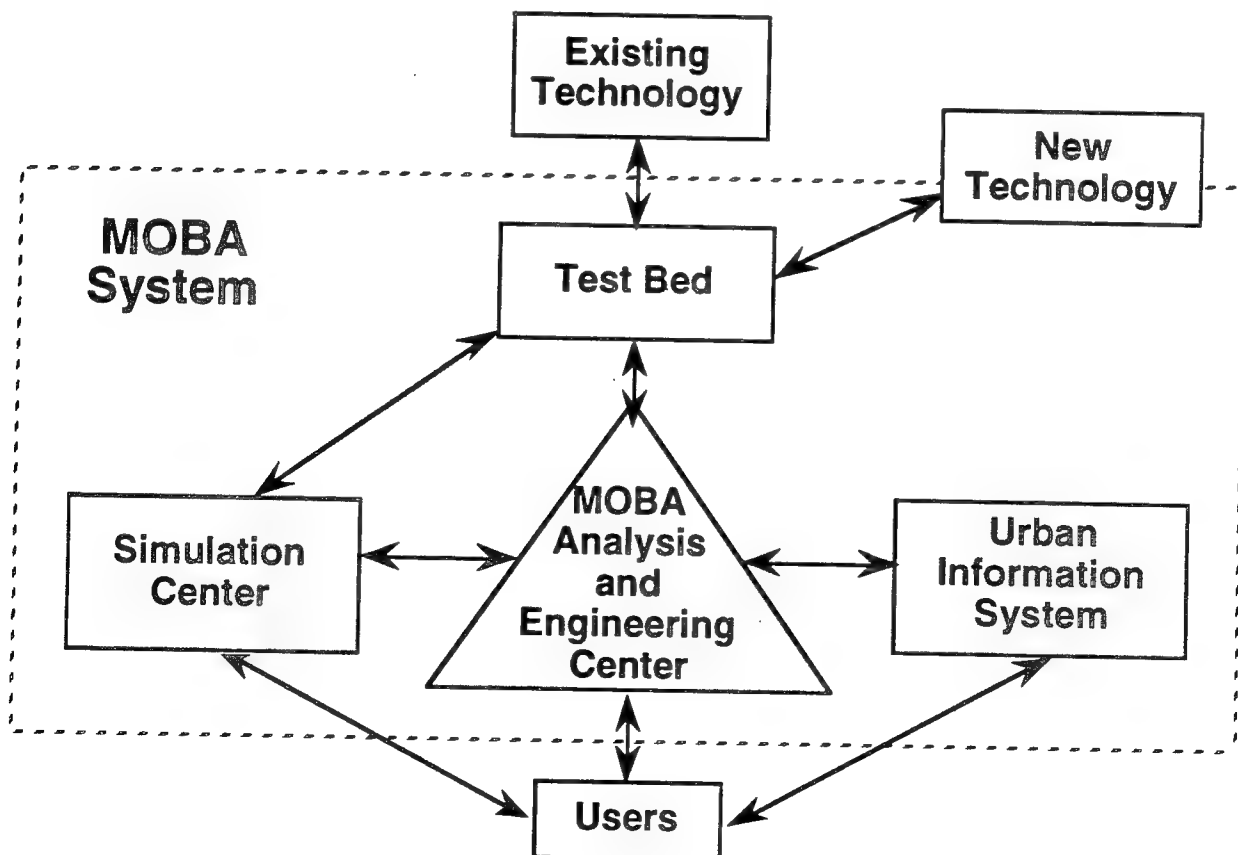 Existing
Technology
New
Technology
MOBA
System
Test Bed
Simulation
Center
MOBA
Analysis
and
Engineering
Center
Urban
Information
System
Users